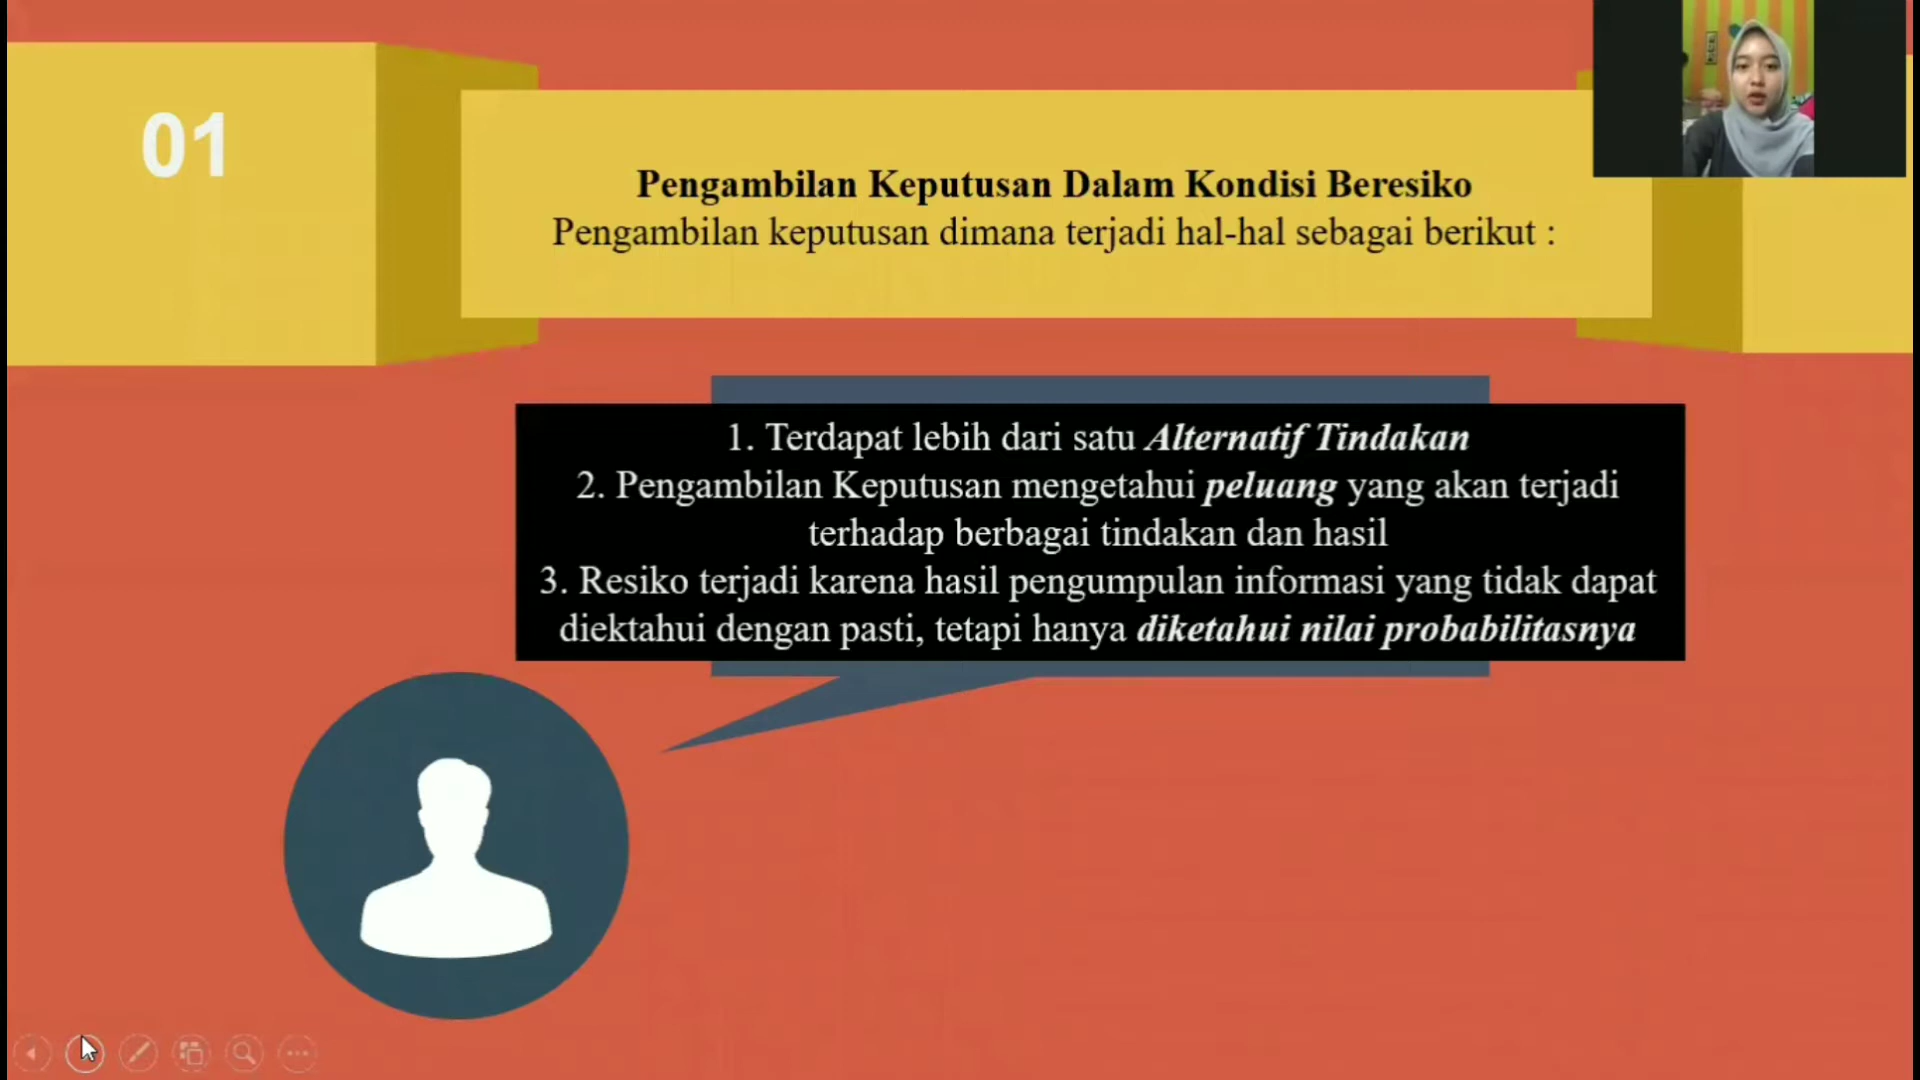 01
Pengambilan Keputusan Dalam Kondisi Beresiko
Pengambilan keputusan dimana terjadi hal-hal sebagai berikut :
1. Terdapat lebih dari satu Alternatif Tindakan
2. Pengambilan Keputusan mengetahui peluang yang akan terjadi
terhadap berbagai tindakan dan hasil
3. Resiko terjadi karena hasil pengumpulan informasi yang tidak dapat
diektahui dengan pasti, tetapi hanya diketahui nilai probabilitasnya